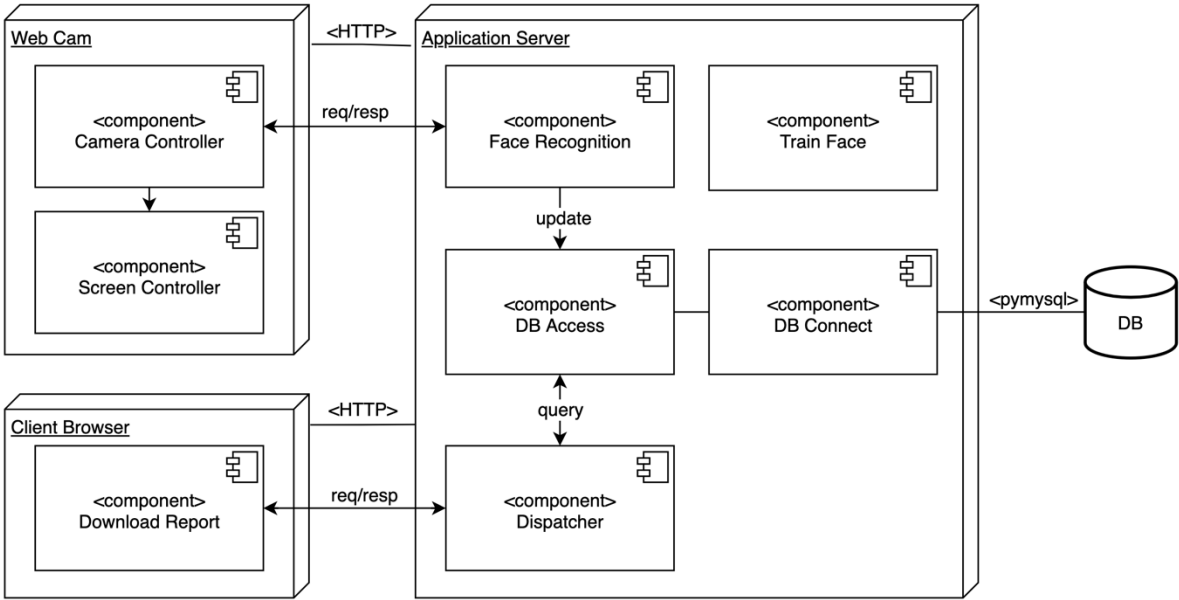 Web Cam
<HTTP>
Application Server
<component>
Camera Controller
req/resp
<component>
Face Recognition
<component>
Train Face
update
<component>
Screen Controller
<component>
DB Access
<component>
DB Connect
<pymysql>
DB
query
<HTTP>
Client Browser
<component>
Download Report
req/resp
<component>
Dispatcher